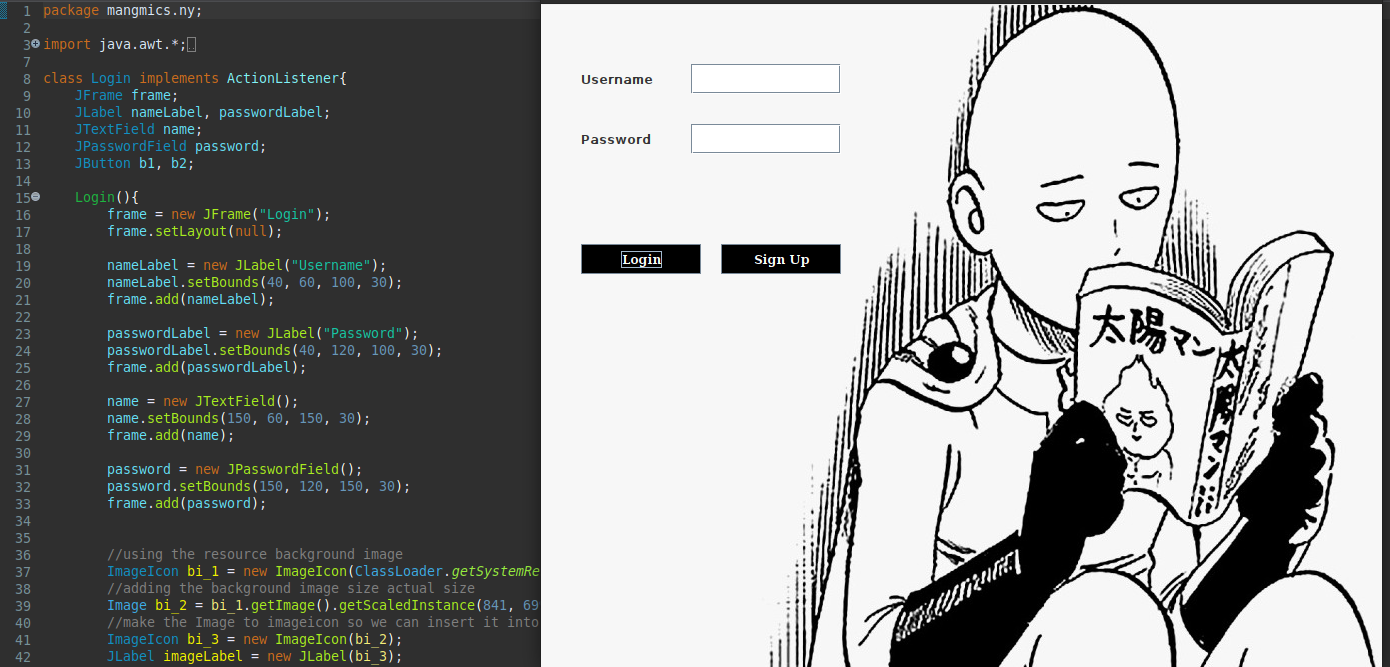 1 package mangmics.ny;
2
3 import java.awt.*;
7
8 class Login implements ActionListener{
9 JFrame frame;
10 JLabel nameLabel, passwordLabel;
11 JTextField name;
12 JPasswordField password;
13 JButton b1, b2;
14
15 Login(){
16 frame = new JFrame("Login");
17 frame.setLayout(null);
18
19 nameLabel = new JLabel("Username");
20 nameLabel.setBounds(40, 60, 100, 30);
21 frame.add(nameLabel);
22
23 passwordLabel = new JLabel("Password");
24 passwordLabel.setBounds(40, 120, 100, 30);
25 frame.add(passwordLabel);
26
27 name = new JTextField();
28 name.setBounds(150, 60, 150, 30);
29 frame.add(name);
30
31 password = new JPasswordField();
32 password.setBounds(150, 120, 150, 30);
33 frame.add(password);
34
35
36 //using the resource background image
37 ImageIcon bi_1 = new ImageIcon(ClassLoader.getSystemRe
38 //adding the background image size actual size
39 Image bi_2 = bi_1.getImage().getScaledInstance(841, 69
40 //make the Image to imageicon so we can insert it into
41 ImageIcon bi_3 = new ImageIcon(bi_2);
42 JLabel imageLabel = new JLabel(bi_3);
Username
Password
Login Sign Up
太陽マン
太
マン